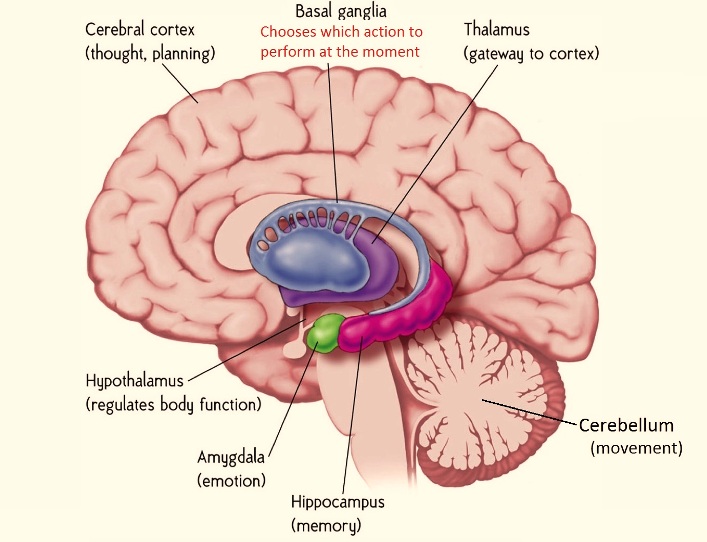 Basal ganglia
Chooses which action to
perform at the moment
Cerebral cortex
(thought, planning)
Thalamus
(gateway to cortex)
Hypothalamus
(regulates body function)
Amygdala
(emotion)
Hippocampus
(memory)
Cerebellum
(movement)